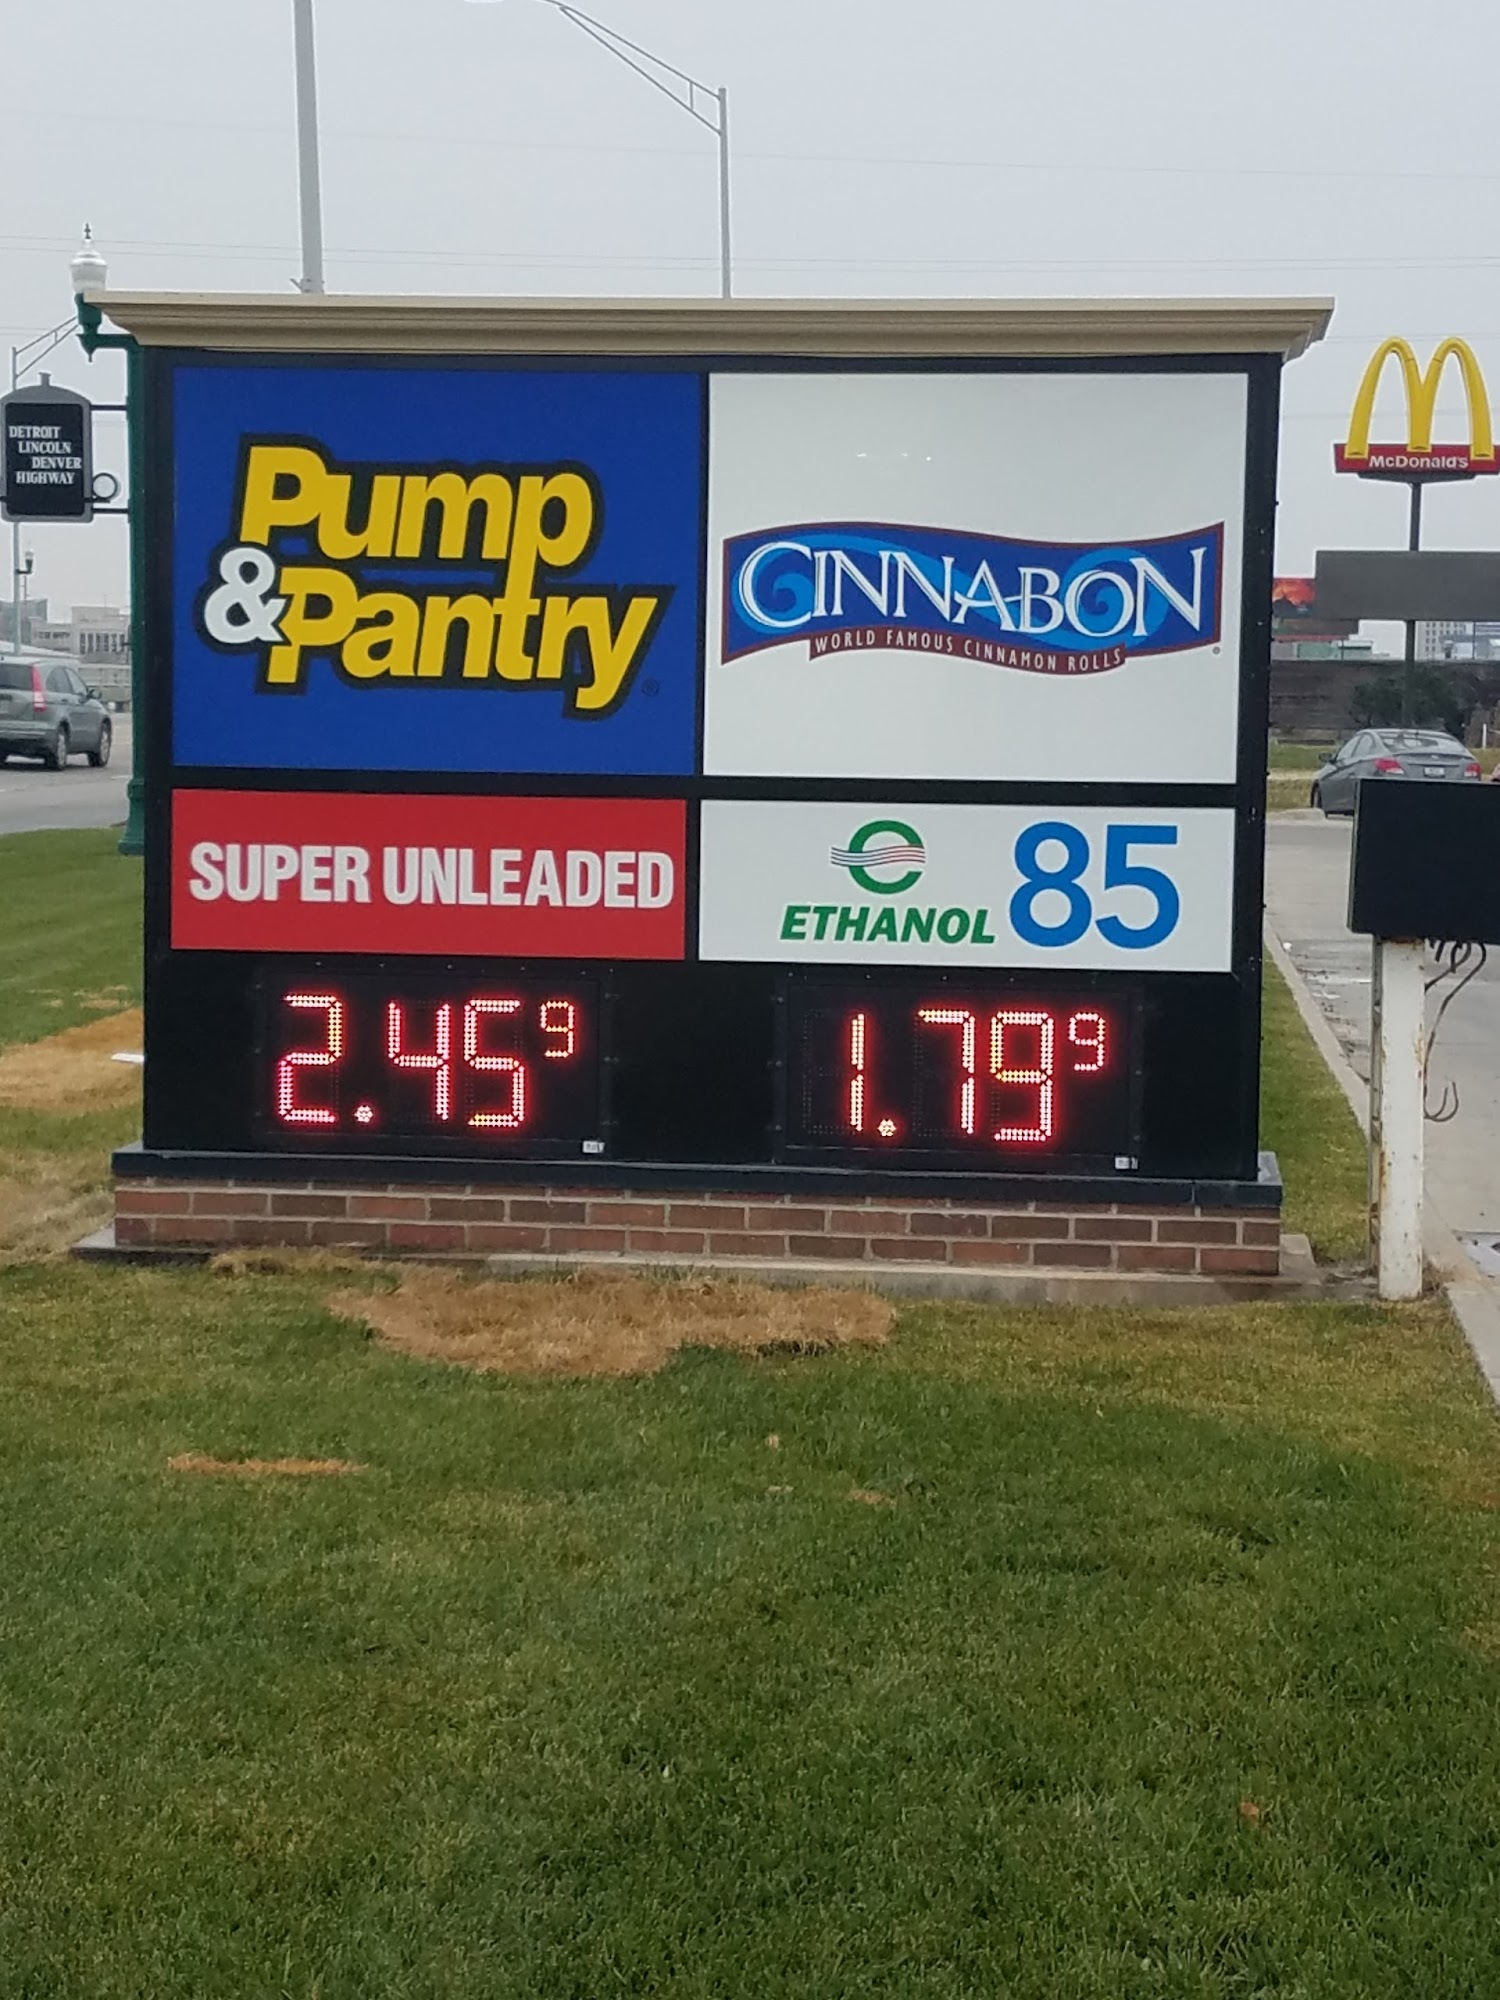 DETROIT
LINCOLN
DENVER
HIGHWAY
Pump
&Pantry®
CINNABON®
WORLD FAMOUS CINNAMON ROLLS
McDonald's
SUPER UNLEADED
ETHANOL 85
2.459
1.799